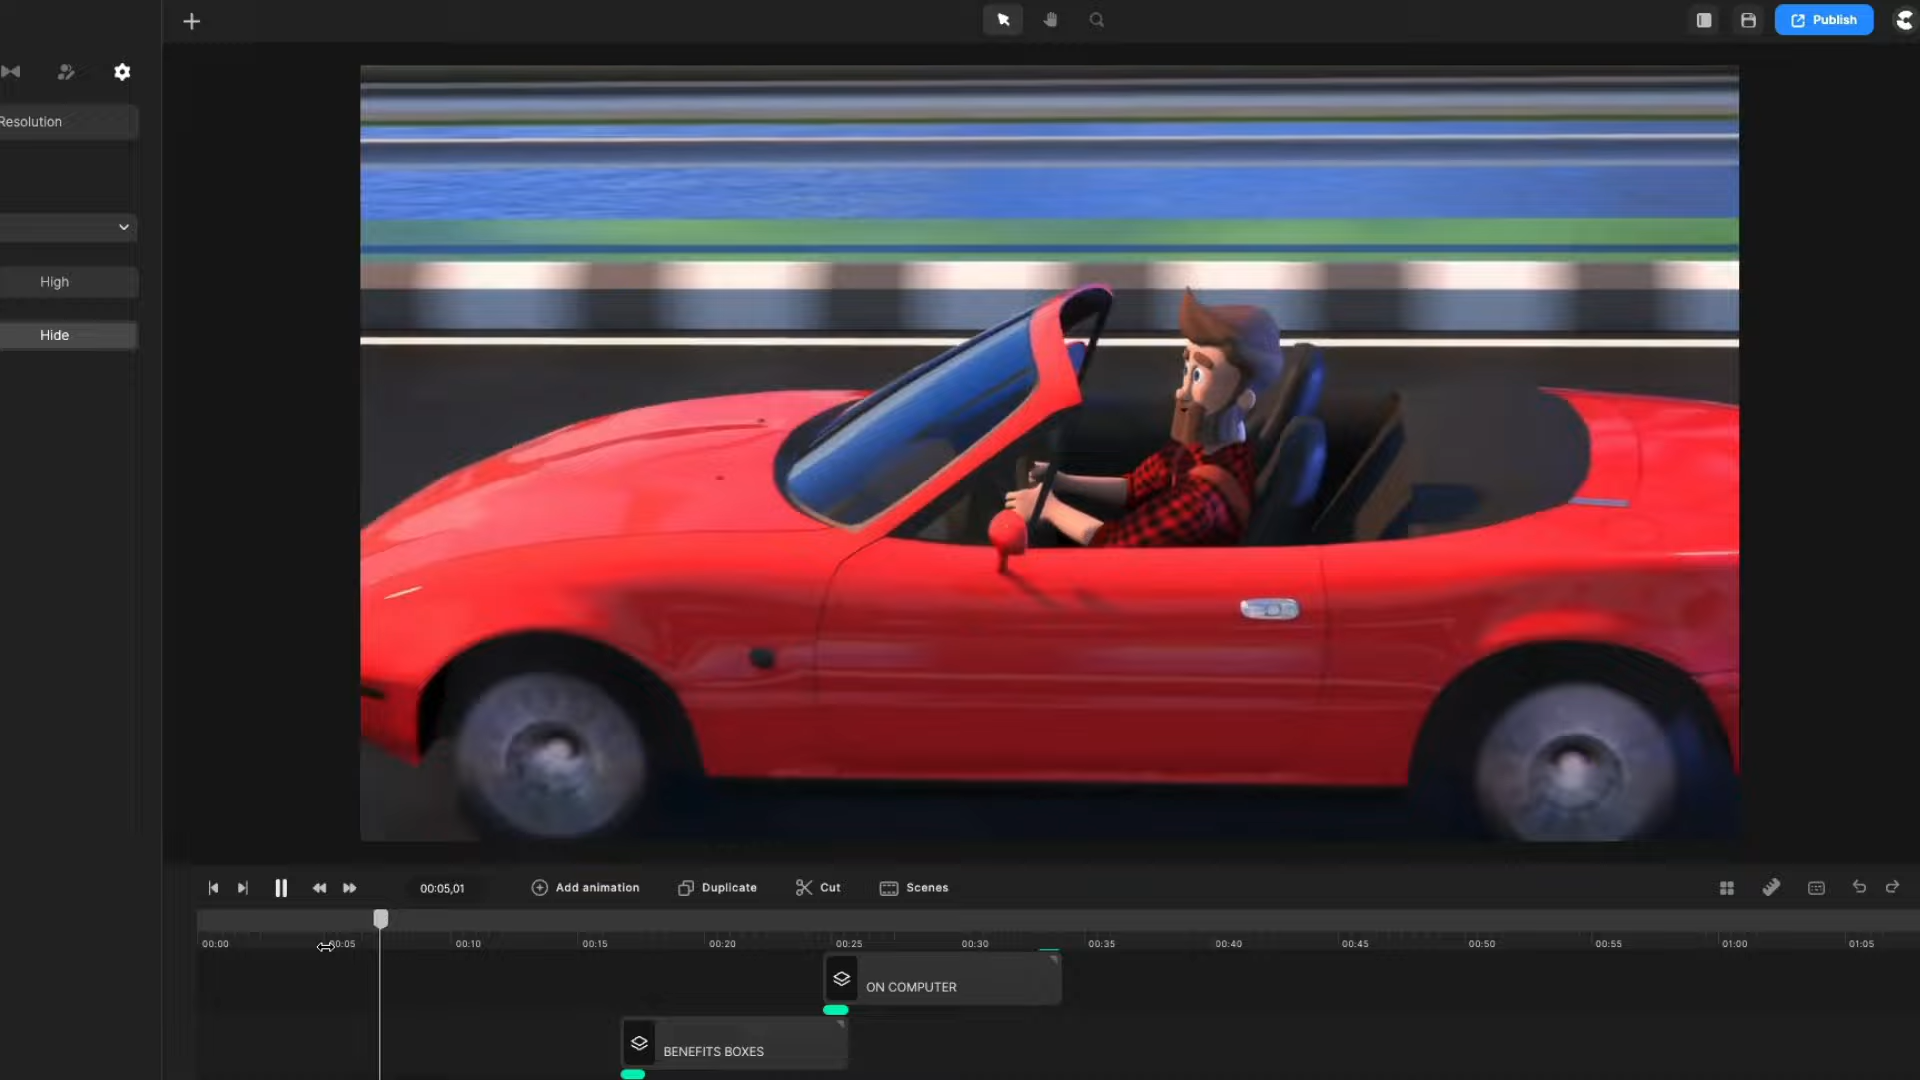 Publish
Resolution
High
Hide
00:05,01
Add animation
Duplicate
Cut
Scenes
00:00
00:05
00:10
00:15
00:20
00:25
00:30
00:35
00:40
00:45
00:50
00:55
01:00
01:05
ON COMPUTER
BENEFITS BOXES